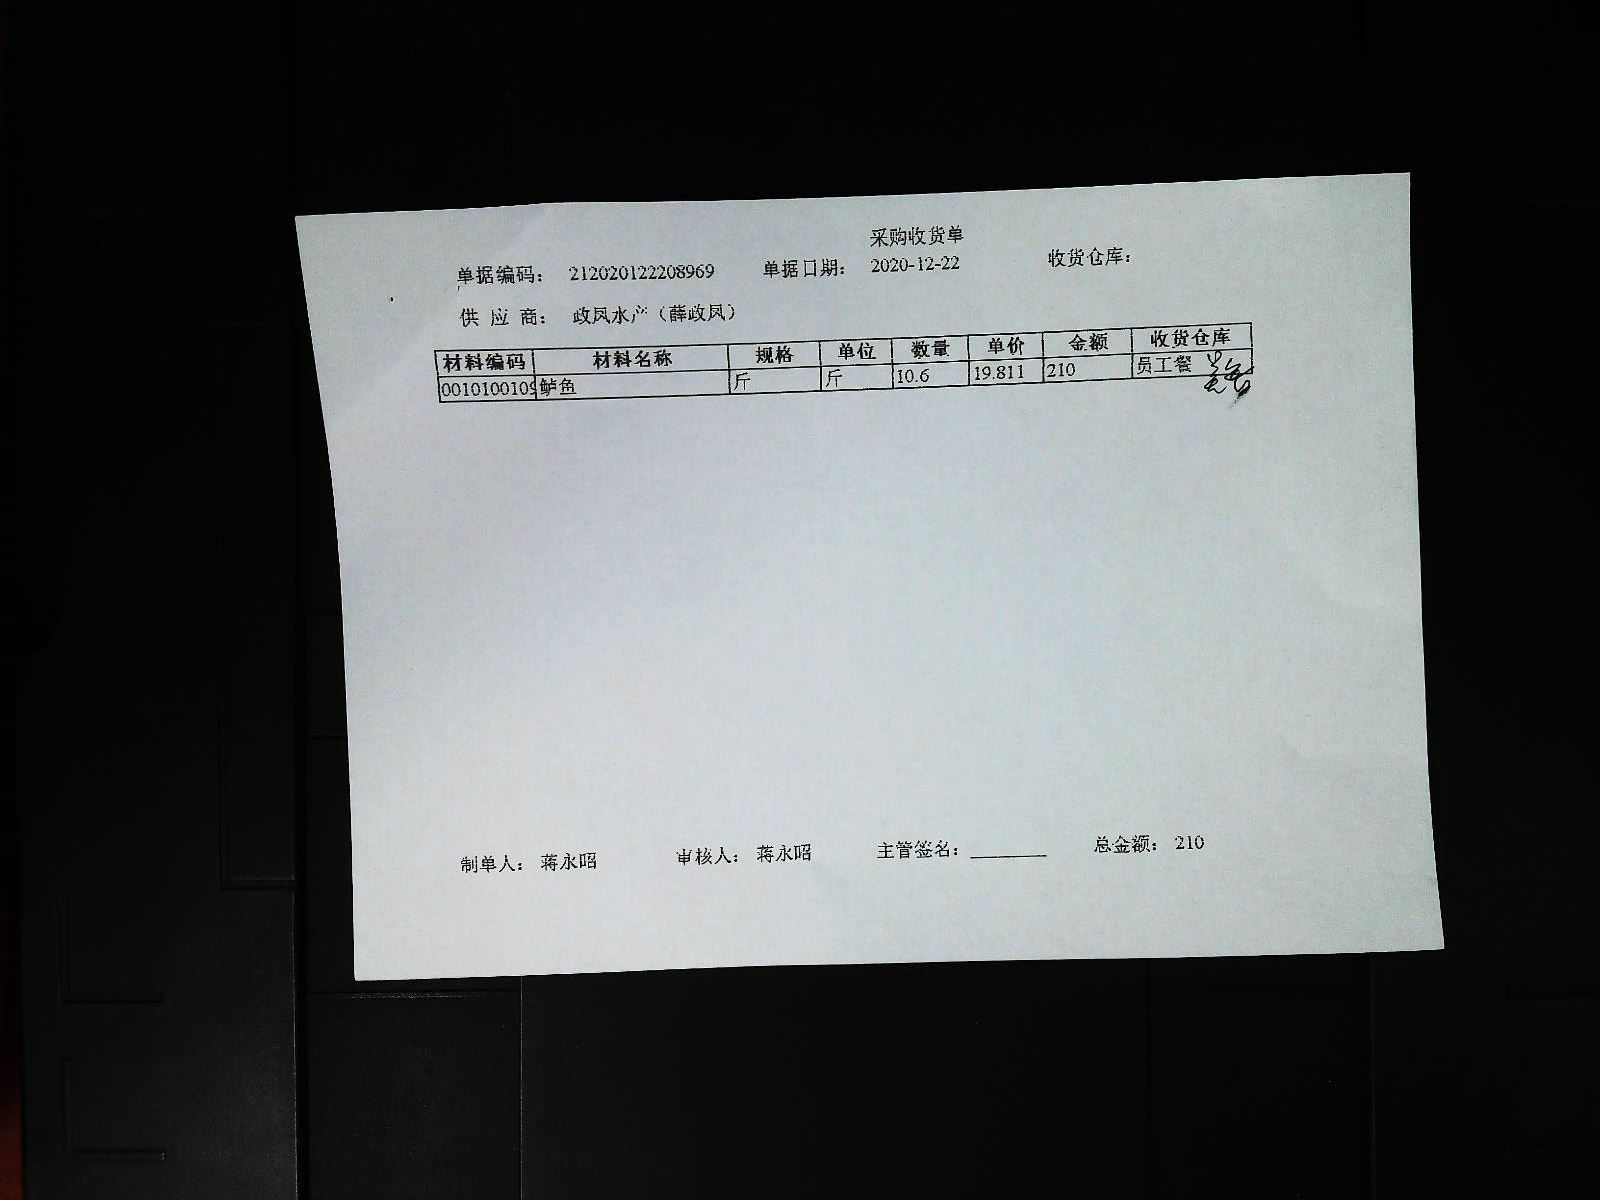 采购收货单
单据编码： 212020122208969 单据日期： 2020-12-22 收货仓库：
供 应 商： 政凤水产（薛政凤）
材料编码 材料名称 规格 单位 数量 单价 金额 收货仓库
0010100109 鲈鱼 斤 斤 10.6 19.811 210 员工餐
制单人： 蒋永昭 审核人： 蒋永昭 主管签名： 总金额： 210